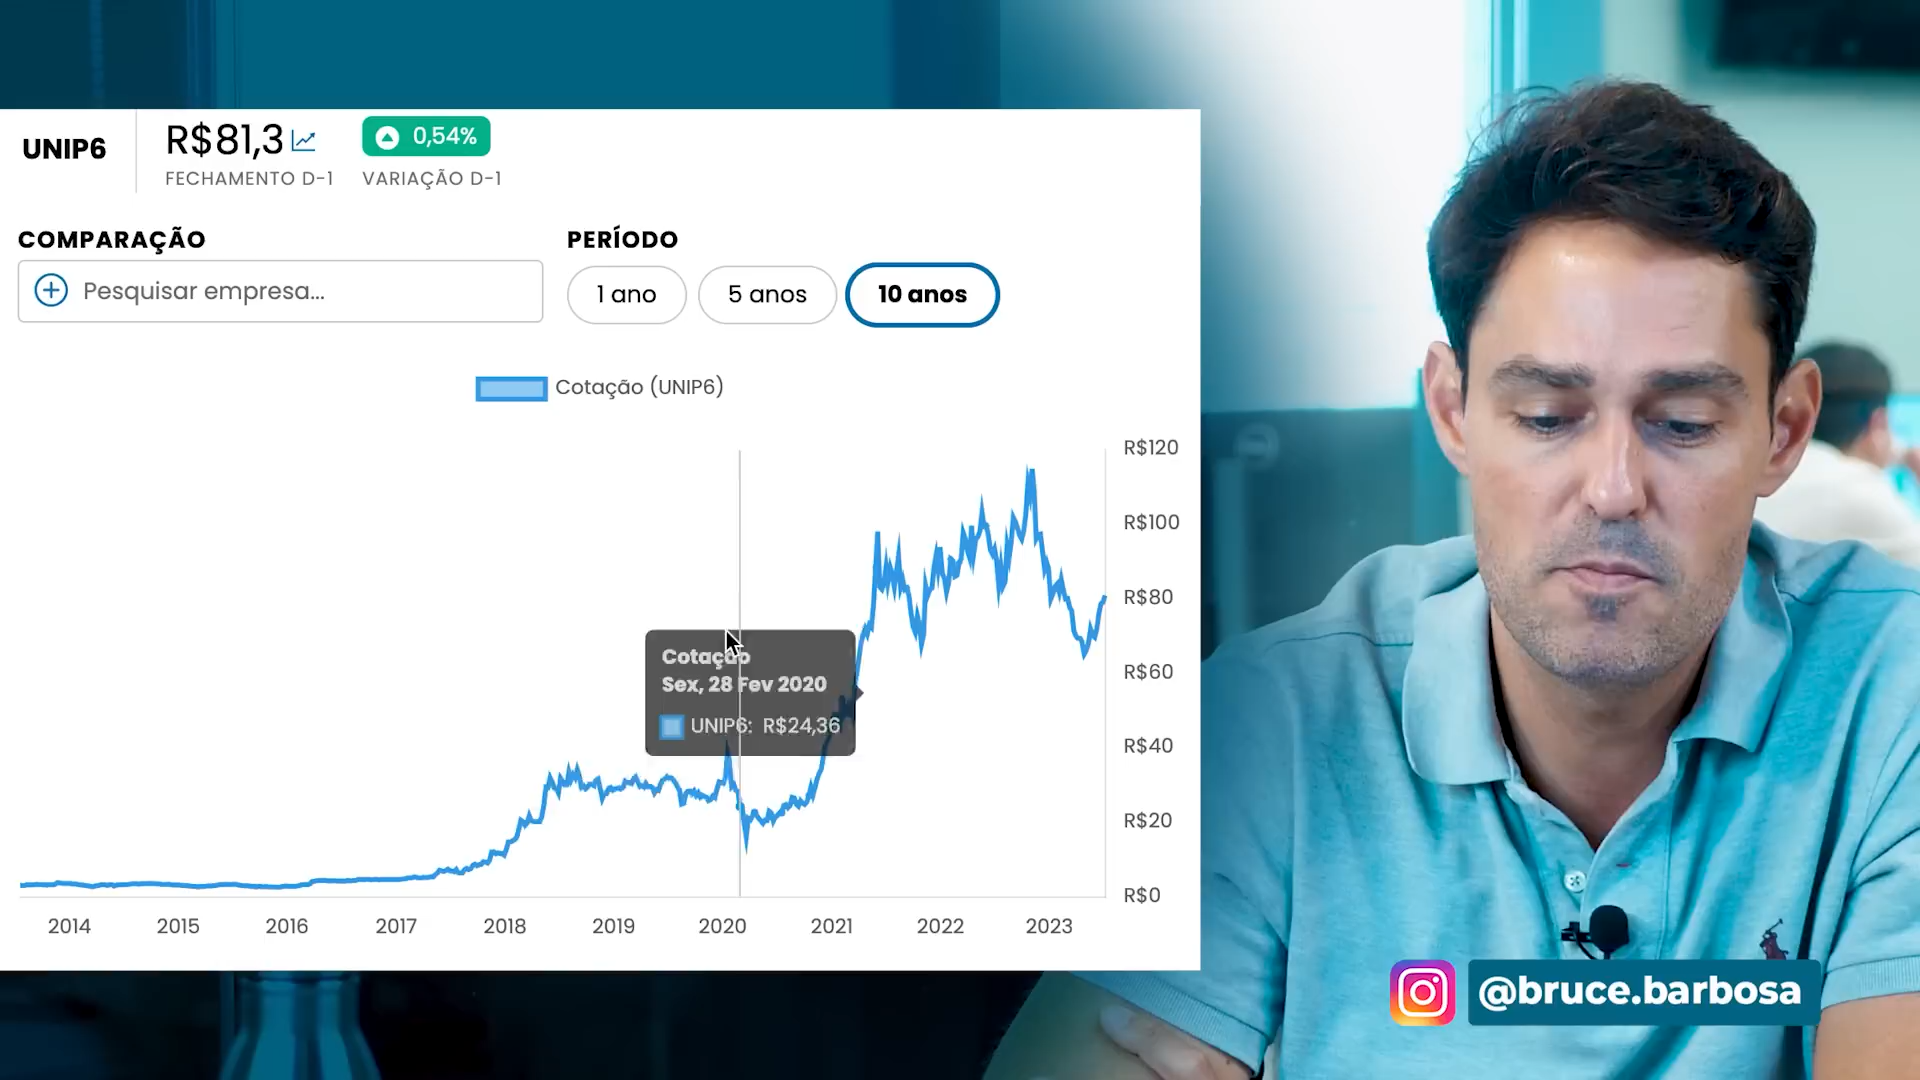 UNIP6
R$81,3
0,54%
FECHAMENTO D-1
VARIAÇÃO D-1
COMPARAÇÃO
PERÍODO
Pesquisar empresa...
1 ano
5 anos
10 anos
Cotação (UNIP6)
R$120
R$100
R$80
R$60
R$40
R$20
R$0
Cotação
Sex, 28 Fev 2020
UNIP6: R$24,36
2014
2015
2016
2017
2018
2019
2020
2021
2022
2023
@bruce.barbosa